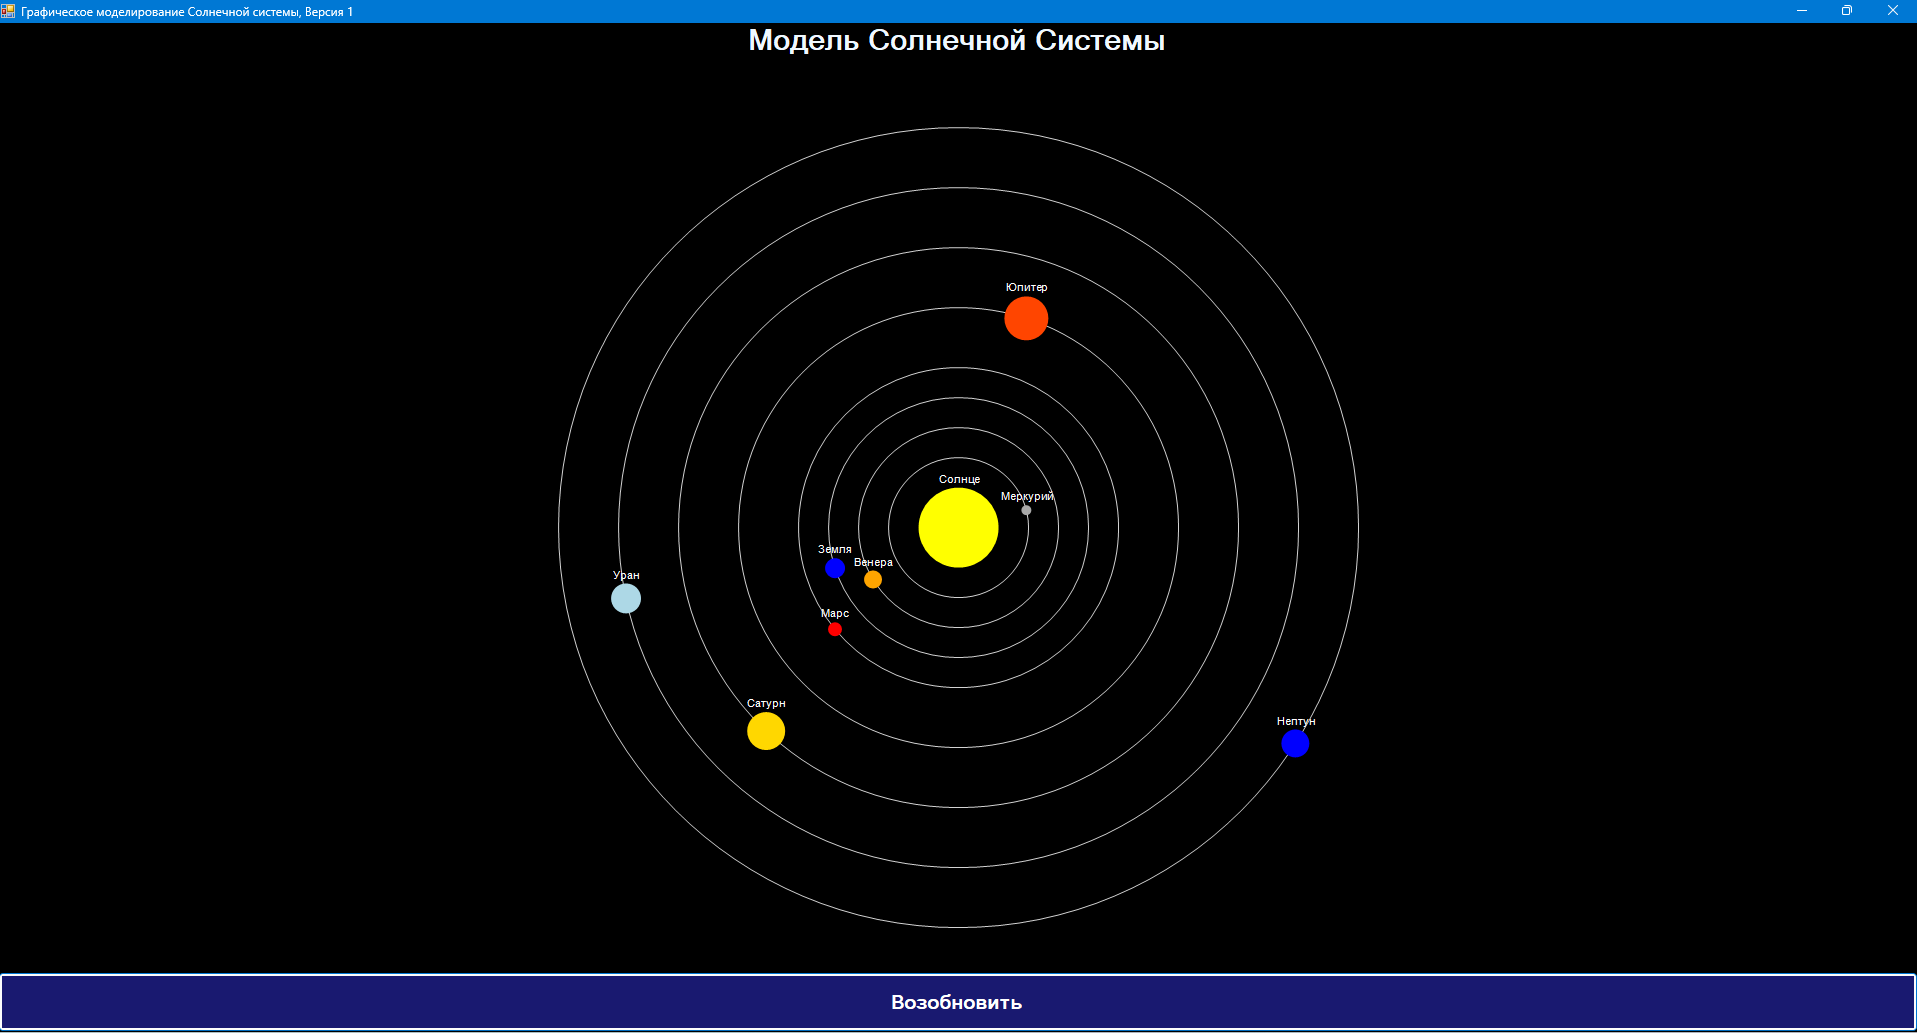 Графическое моделирование Солнечной системы, Версия 1
Модель Солнечной Системы
Юпитер
Солнце
Меркурий
Земля
Венера
Уран
Марс
Сатурн
Нептун
Возобновить